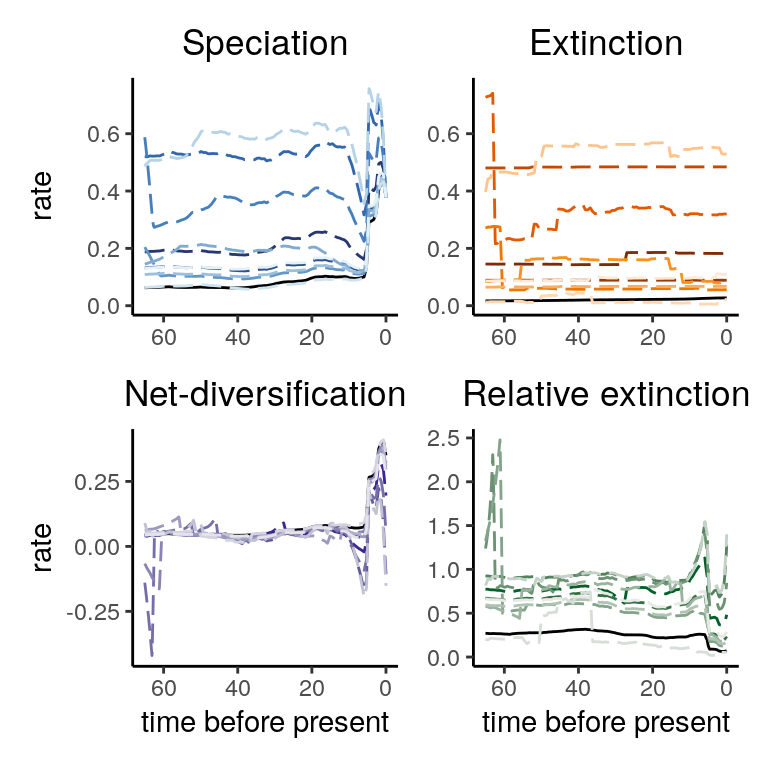 Speciation
Extinction
rate
0.6
0.4
0.2
0.0
60 40 20 0
0.6
0.4
0.2
0.0
60 40 20 0
Net-diversification
Relative extinction
rate
0.25
0.00
-0.25
60 40 20 0
time before present
2.5
2.0
1.5
1.0
0.5
0.0
60 40 20 0
time before present